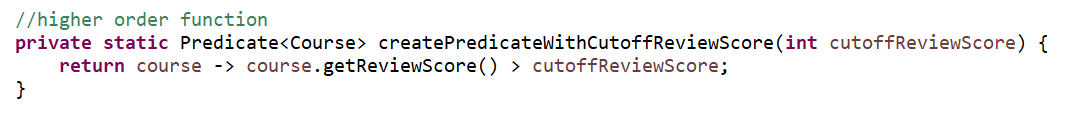 //higher order function
private static Predicate<Course> createPredicateWithCutoffReviewScore(int cutoffReviewScore) {
    return course -> course.getReviewScore() > cutoffReviewScore;
}